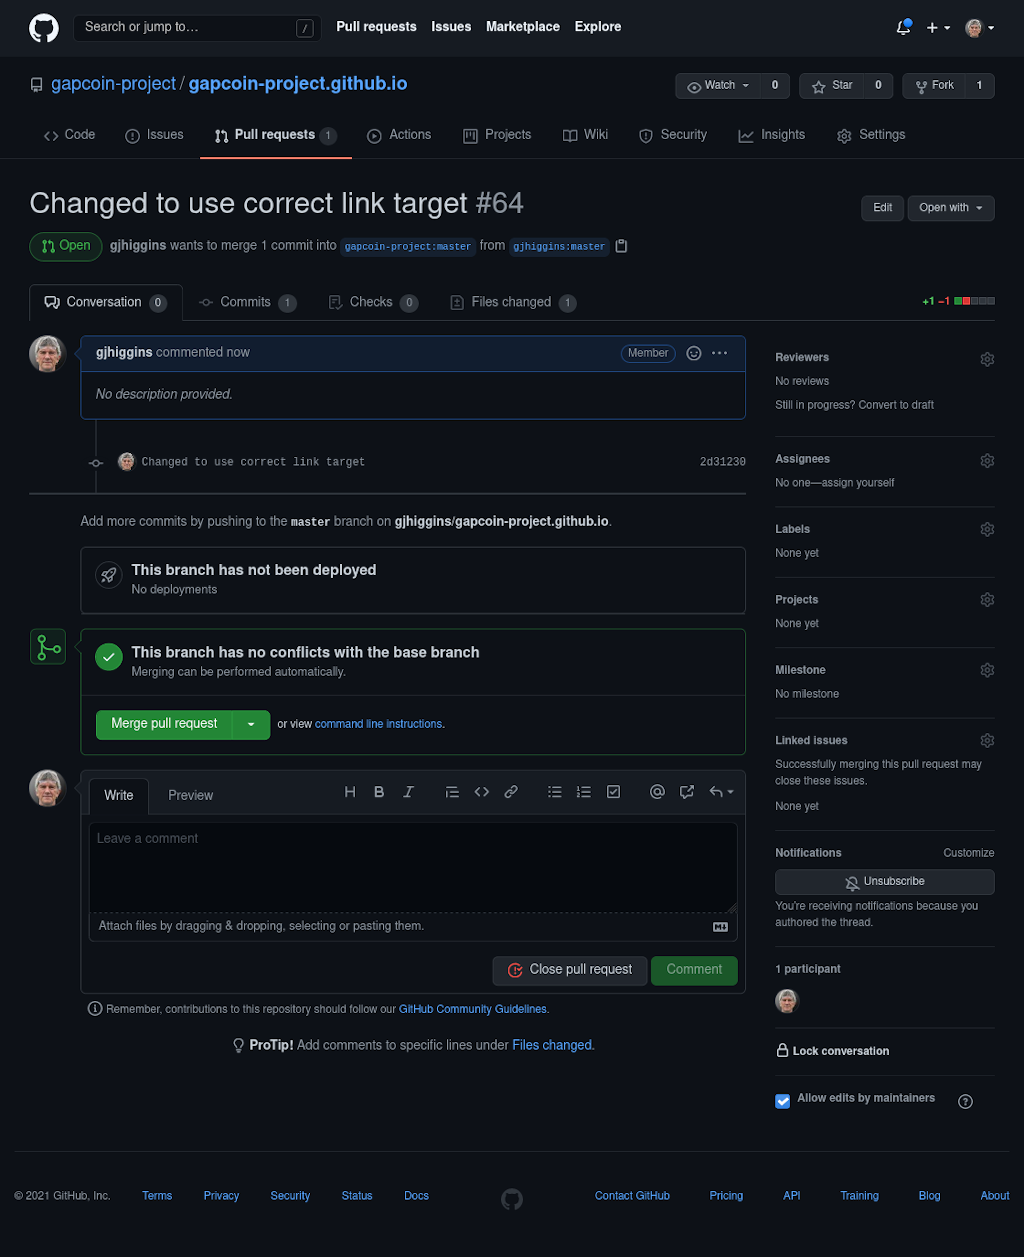 Search or jump to… /
Pull requests Issues Marketplace Explore
gapcoin-project / gapcoin-project.github.io
Watch 0 Star 0 Fork 1
Code Issues Pull requests 1 Actions Projects Wiki Security Insights Settings
Changed to use correct link target #64
Edit Open with
Open gjhiggins wants to merge 1 commit into gapcoin-project:master from gjhiggins:master
Conversation 0 Commits 1 Checks 0 Files changed 1
+1 −1
gjhiggins commented now
Member
No description provided.
Changed to use correct link target 2d31230
Add more commits by pushing to the master branch on gjhiggins/gapcoin-project.github.io.
This branch has not been deployed
No deployments
This branch has no conflicts with the base branch
Merging can be performed automatically.
Merge pull request or view command line instructions.
Write Preview
H B I
Leave a comment
Attach files by dragging & dropping, selecting or pasting them.
Close pull request Comment
Remember, contributions to this repository should follow our GitHub Community Guidelines.
ProTip! Add comments to specific lines under Files changed.
Reviewers
No reviews
Still in progress? Convert to draft
Assignees
No one—assign yourself
Labels
None yet
Projects
None yet
Milestone
No milestone
Linked issues
Successfully merging this pull request may
close these issues.
None yet
Notifications Customize
Unsubscribe
You're receiving notifications because you
authored the thread.
1 participant
Lock conversation
Allow edits by maintainers
© 2021 GitHub, Inc. Terms Privacy Security Status Docs Contact GitHub Pricing API Training Blog About